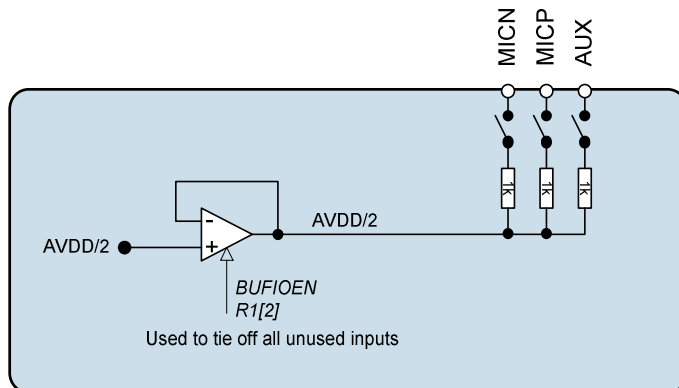 MICN
MICP
AUX
1k
1k
1k
-
+
AVDD/2
AVDD/2
BUFIOEN
R1[2]
Used to tie off all unused inputs